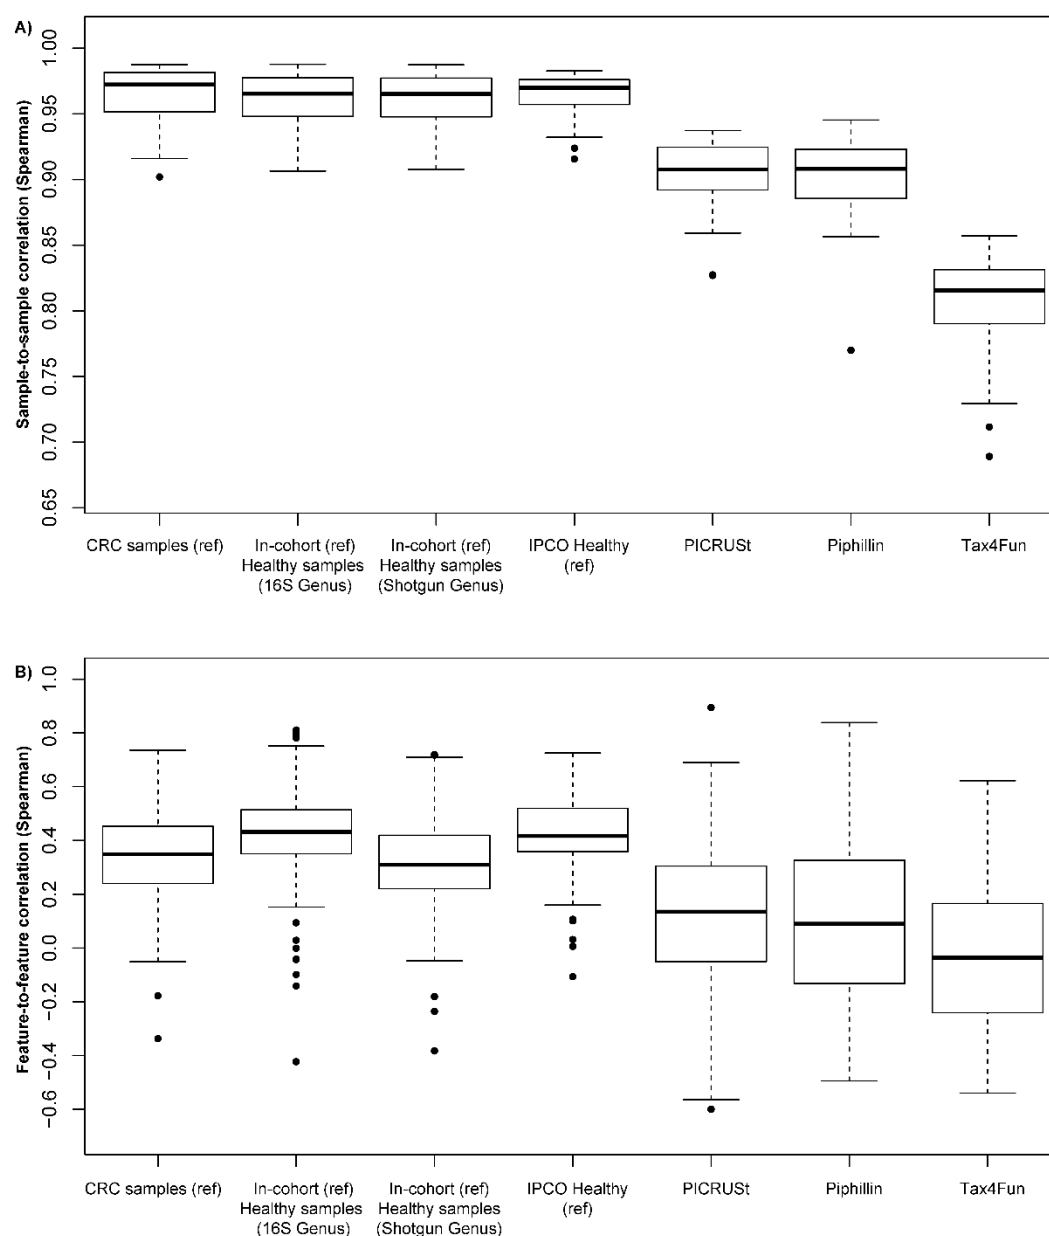 A)
Sample-to-sample correlation (Spearman)
1.00
0.95
0.90
0.85
0.80
0.75
0.70
0.65
CRC samples (ref)
In-cohort (ref)
Healthy samples
(16S Genus)
In-cohort (ref)
Healthy samples
(Shotgun Genus)
IPCO Healthy
(ref)
PICRUSt
Piphillin
Tax4Fun
B)
Feature-to-feature correlation (Spearman)
1.0
0.8
0.6
0.4
0.2
0.0
−0.2
−0.4
−0.6
CRC samples (ref)
In-cohort (ref)
Healthy samples
(16S Genus)
In-cohort (ref)
Healthy samples
(Shotgun Genus)
IPCO Healthy
(ref)
PICRUSt
Piphillin
Tax4Fun